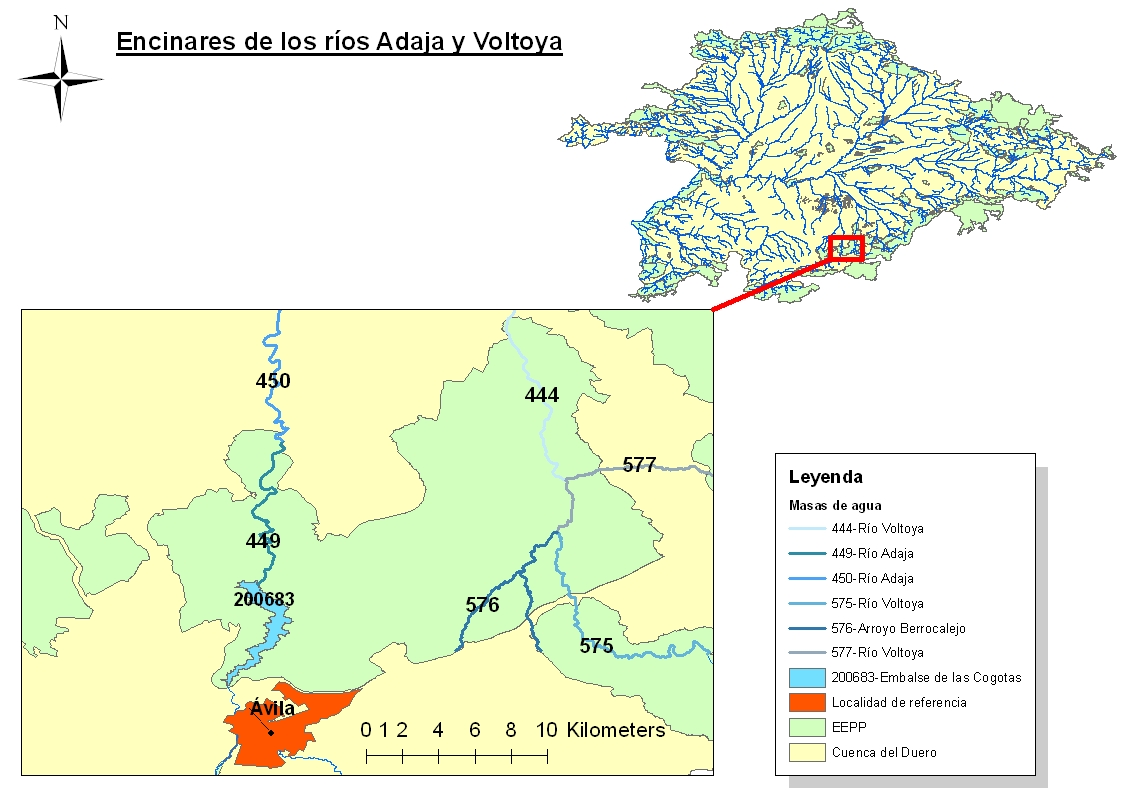 N
Encinares de los ríos Adaja y Voltoya
450
444
577
449
200683
576
575
Ávila
0 1 2 4 6 8 10 Kilometers
Leyenda
Masas de agua
444-Río Voltoya
449-Río Adaja
450-Río Adaja
575-Río Voltoya
576-Arroyo Berrocalejo
577-Río Voltoya
200683-Embalse de las Cogotas
Localidad de referencia
EEPP
Cuenca del Duero